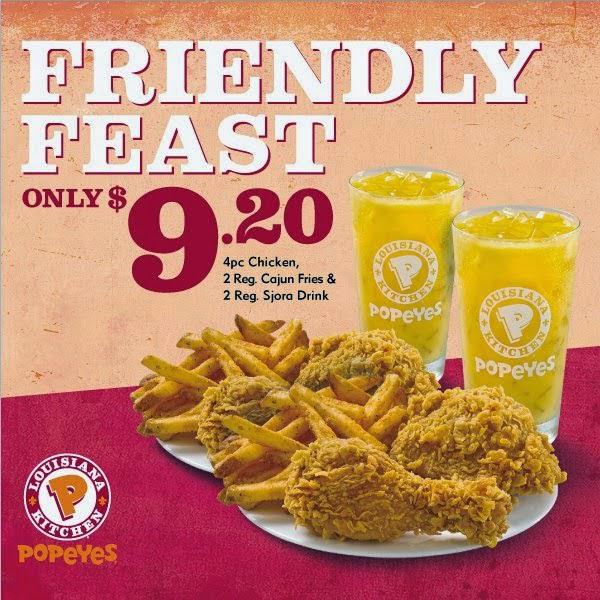 FRIENDLY
FEAST
ONLY $
9.20
4pc Chicken,
2 Reg. Cajun Fries &
2 Reg. Sjora Drink
LOUISIANA
P
KITCHEN
POPEYES
LOUISIANA
P
KITCHEN
POPEYES
LOUISIANA
P
KITCHEN
POPEYES